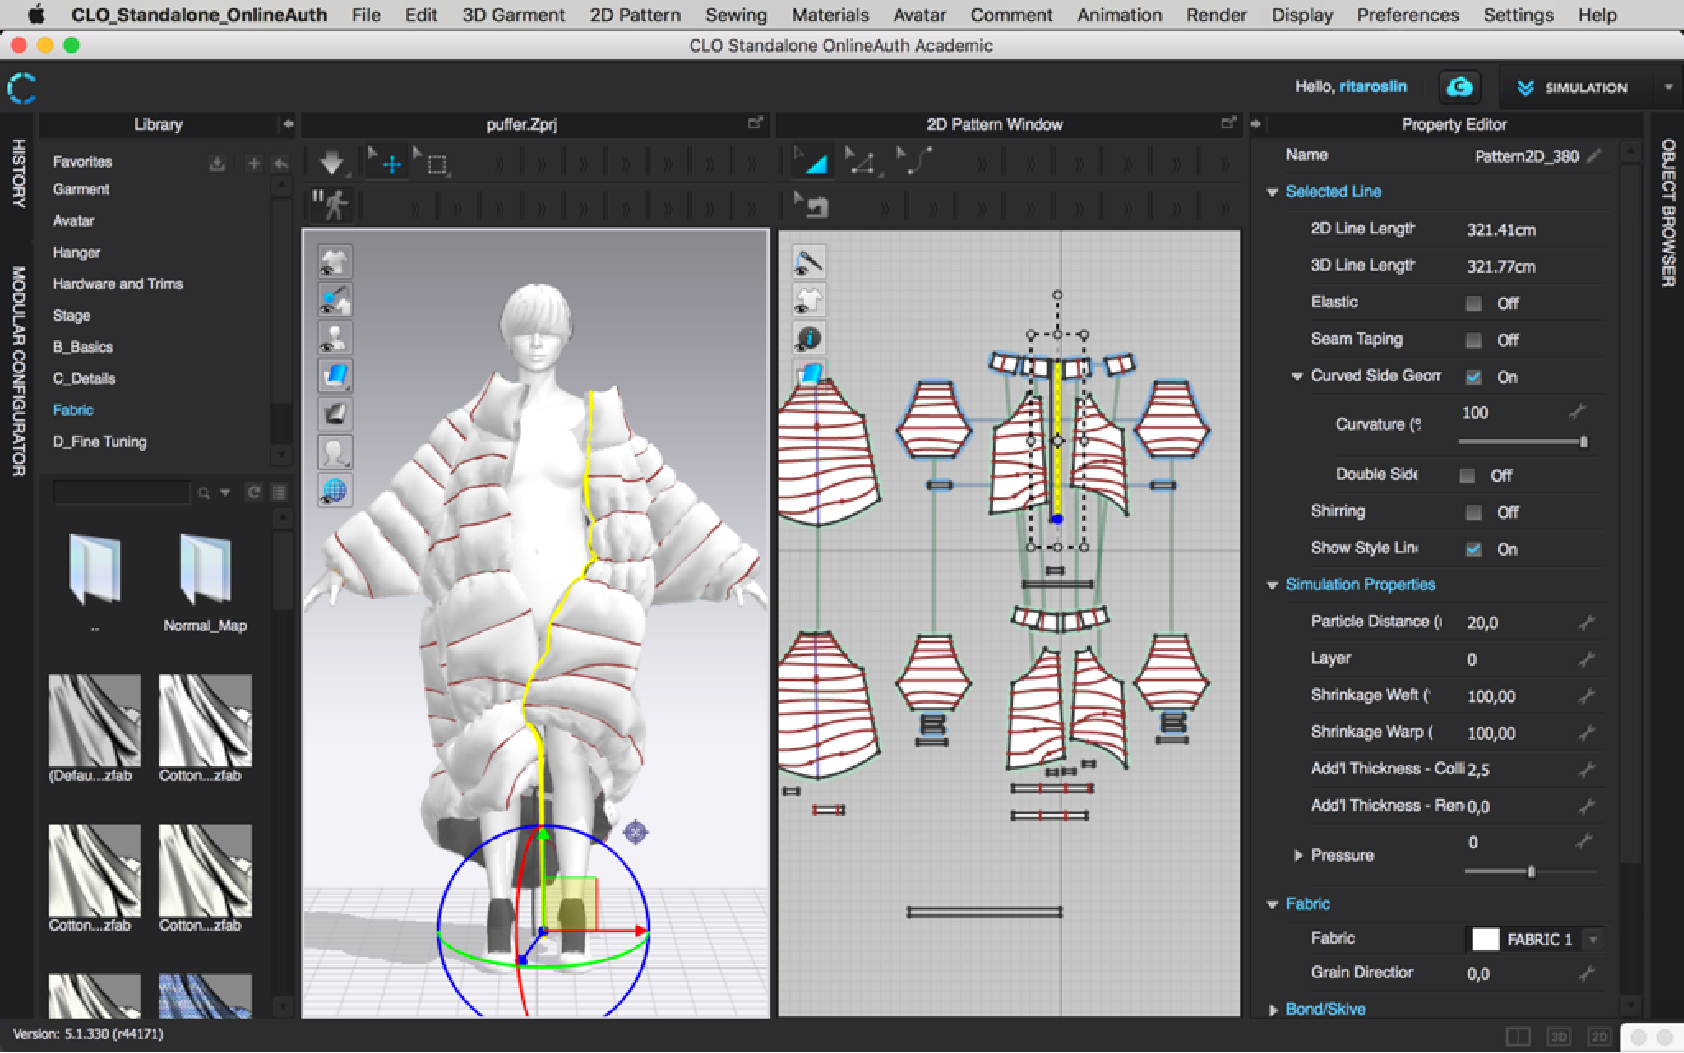 CLO_Standalone_OnlineAuth File Edit 3D Garment 2D Pattern Sewing Materials Avatar Comment Animation Render Display Preferences Settings Help
CLO Standalone OnlineAuth Academic
Hello, ritaroslin
SIMULATION
HISTORY
MODULAR CONFIGURATOR
Library
Favorites
Garment
Avatar
Hanger
Hardware and Trims
Stage
B_Basics
C_Details
Fabric
D_Fine Tuning
..
Normal_Map
(Defau...zfab
Cotton...zfab
Cotton...zfab
Cotton...zfab
puffer.Zprj
2D Pattern Window
Property Editor
Name Pattern2D_380
Selected Line
2D Line Length 321.41cm
3D Line Length 321.77cm
Elastic Off
Seam Taping Off
Curved Side Geom On
Curvature (% 100
Double Side Off
Shirring Off
Show Style Line On
Simulation Properties
Particle Distance (r 20,0
Layer 0
Shrinkage Weft (' 100,00
Shrinkage Warp ( 100,00
Add'l Thickness - Colli 2,5
Add'l Thickness - Ren 0,0
Pressure 0
Fabric
Fabric FABRIC 1
Grain Direction 0,0
Bond/Skive
OBJECT BROWSER
Version: 5.1.330 (r44171)
3D
2D